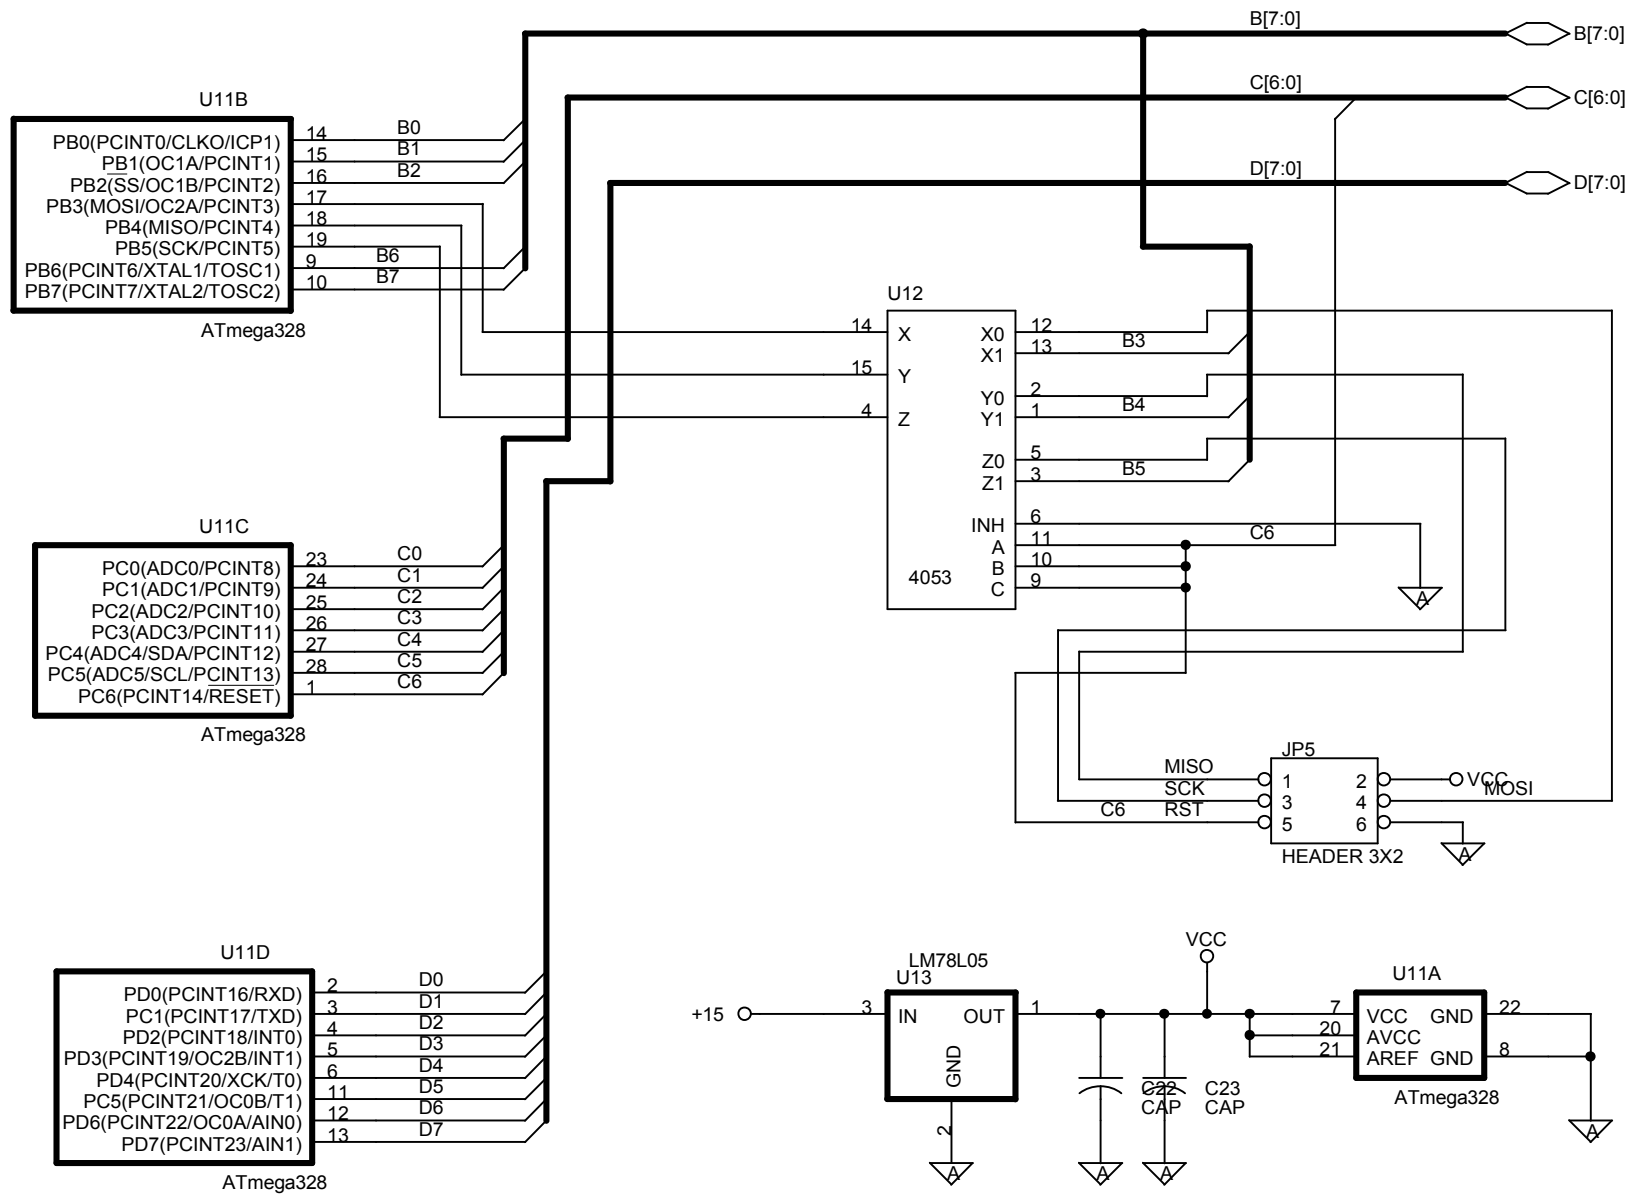 B[7:0]
B[7:0]
C[6:0]
C[6:0]
D[7:0]
D[7:0]
U11B
PB0(PCINT0/CLKO/ICP1) 14 B0
PB1(OC1A/PCINT1) 15 B1
PB2(SS/OC1B/PCINT2) 16 B2
PB3(MOSI/OC2A/PCINT3) 17
PB4(MISO/PCINT4) 18
PB5(SCK/PCINT5) 19
PB6(PCINT6/XTAL1/TOSC1) 9 B6
PB7(PCINT7/XTAL2/TOSC2) 10 B7
ATmega328
U12
14 X X0 12
X1 13 B3
15 Y Y0 2
Y1 1 B4
4 Z Z0 5
Z1 3 B5
INH 6
A 11 C6
B 10
C 9
4053
A
U11C
PC0(ADC0/PCINT8) 23 C0
PC1(ADC1/PCINT9) 24 C1
PC2(ADC2/PCINT10) 25 C2
PC3(ADC3/PCINT11) 26 C3
PC4(ADC4/SDA/PCINT12) 27 C4
PC5(ADC5/SCL/PCINT13) 28 C5
PC6(PCINT14/RESET) 1 C6
ATmega328
JP5
MISO 1 2 VCC
SCK 3 4 MOSI
C6 RST 5 6
HEADER 3X2
A
U11D
PD0(PCINT16/RXD) 2 D0
PC1(PCINT17/TXD) 3 D1
PD2(PCINT18/INT0) 4 D2
PD3(PCINT19/OC2B/INT1) 5 D3
PD4(PCINT20/XCK/T0) 6 D4
PC5(PCINT21/OC0B/T1) 11 D5
PD6(PCINT22/OC0A/AIN0) 12 D6
PD7(PCINT23/AIN1) 13 D7
ATmega328
LM78L05
U13
+15 3 IN OUT 1
GND
2
A
VCC
C22
CAP
C23
CAP
A
A
U11A
7 VCC GND 22
20 AVCC
21 AREF GND 8
ATmega328
A